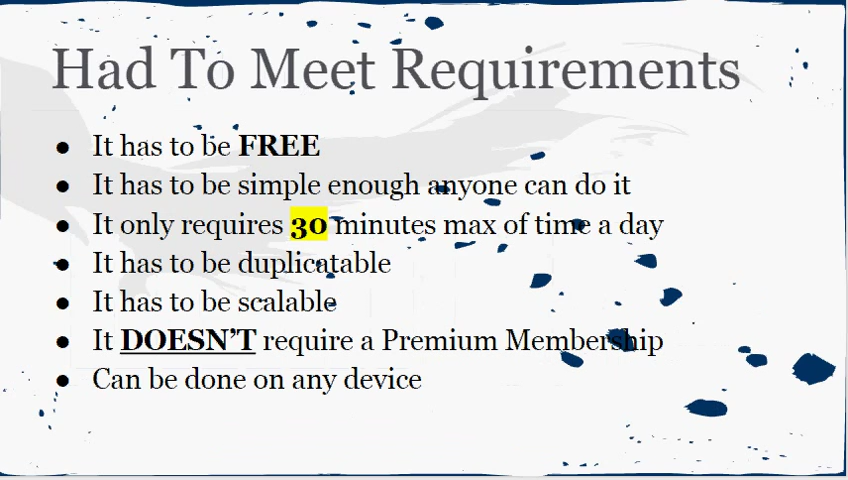 Had To Meet Requirements
● It has to be FREE
● It has to be simple enough anyone can do it
● It only requires 30 minutes max of time a day
● It has to be duplicatable
● It has to be scalable
● It DOESN'T require a Premium Membership
● Can be done on any device